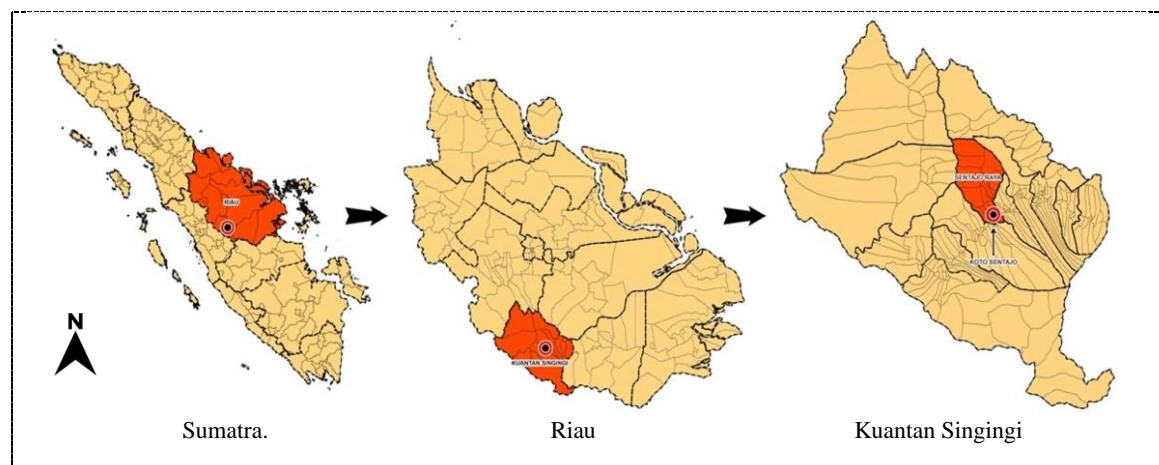 RIAU
N
Sumatra.
KUANTAN SINGINGI
Riau
SENTAJO RAYA
KOTO SENTAJO
Kuantan Singingi